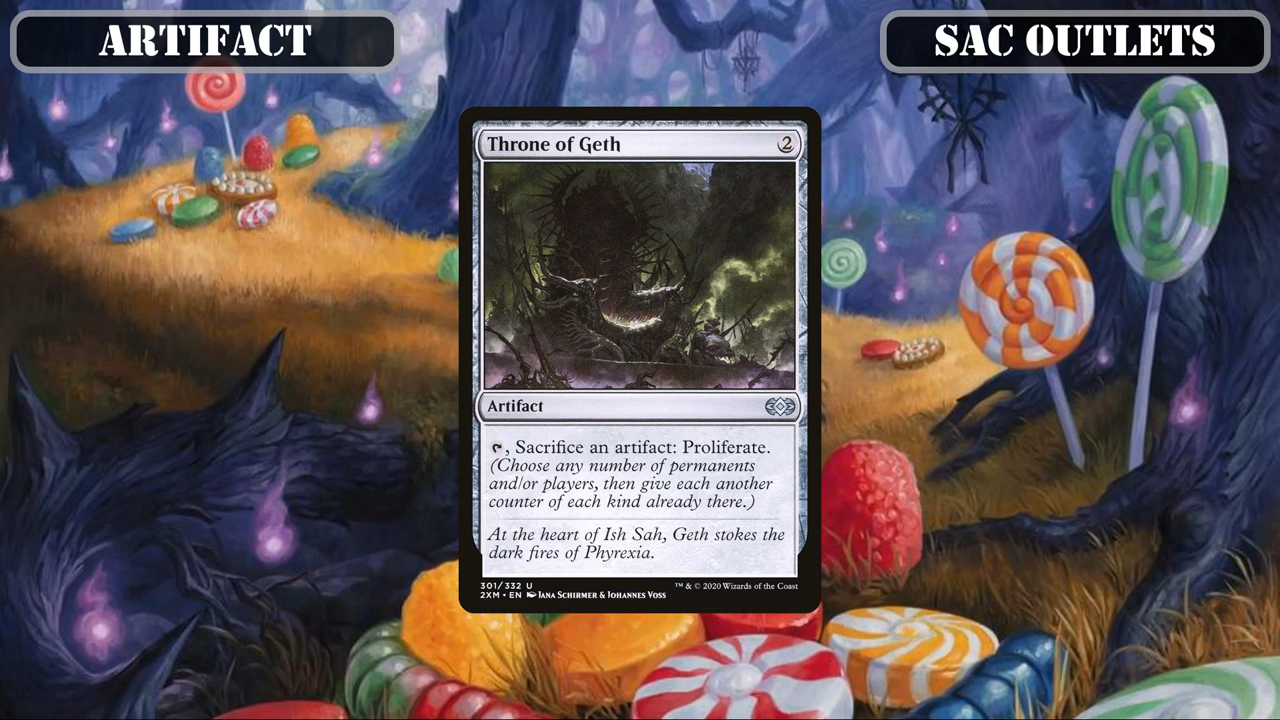 ARTIFACT
SAC OUTLETS
Throne of Geth 2
Artifact
, Sacrifice an artifact: Proliferate.
(Choose any number of permanents
and/or players, then give each another
counter of each kind already there.)
At the heart of Ish Sah, Geth stokes the
dark fires of Phyrexia.
301/332 U
™ & © 2020 Wizards of the Coast
2XM • EN Jana Schirmer & Johannes Voss